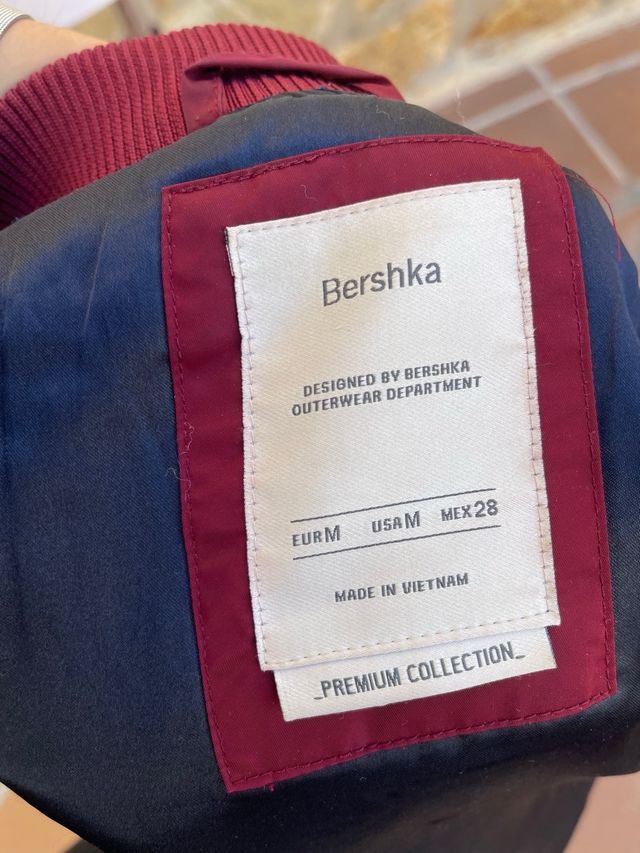 Bershka
DESIGNED BY BERSHKA
OUTERWEAR DEPARTMENT
EUR M USA M MEX 28
MADE IN VIETNAM
_PREMIUM COLLECTION_